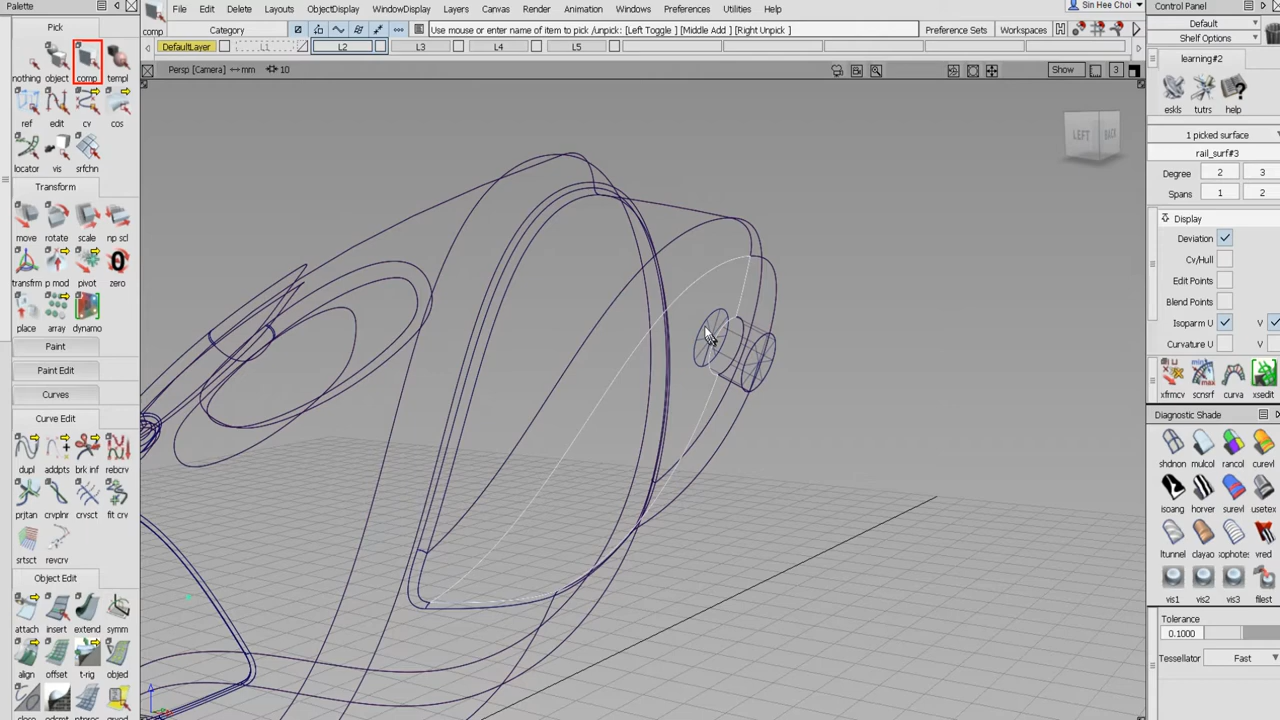 Palette
File Edit Delete Layouts ObjectDisplay WindowDisplay Layers Canvas Render Animation Windows Preferences Utilities Help
Sin Hee Choi
Control Panel
comp
Category
Use mouse or enter name of item to pick /unpick: [Left Toggle ] [Middle Add ] [Right Unpick ]
Preference Sets
Workspaces
DefaultLayer L1 L2 L3 L4 L5
Persp [Camera] mm 10
Show
3
LEFT
BACK
Pick
nothing object comp templ
ref edit cv cos
locator vis srfchn
Transform
move rotate scale np scl
transfrm p mod pivot zero
place array dynamo
Paint
Paint Edit
Curves
Curve Edit
dupl addpts brk inf rebcrv
prjtan crvplnr crvsct fit crv
srtsct revcrv
Object Edit
attach insert extend symm
align offset t-rig objed
Default
Shelf Options
learning#2
eskls tutrs help
1 picked surface
rail_surf#3
Degree 2 3
Spans 1 2
Display
Deviation
Cv/Hull
Edit Points
Blend Points
Isoparm U V
Curvature U V
xfrmcv scnsrf curva xsedit
Diagnostic Shade
shdnon mulcol rancol curevl
isoang horver surevl usetex
ltunnel clayao vred
vis1 vis2 vis3 filest
Tolerance
0.1000
Tessellator Fast